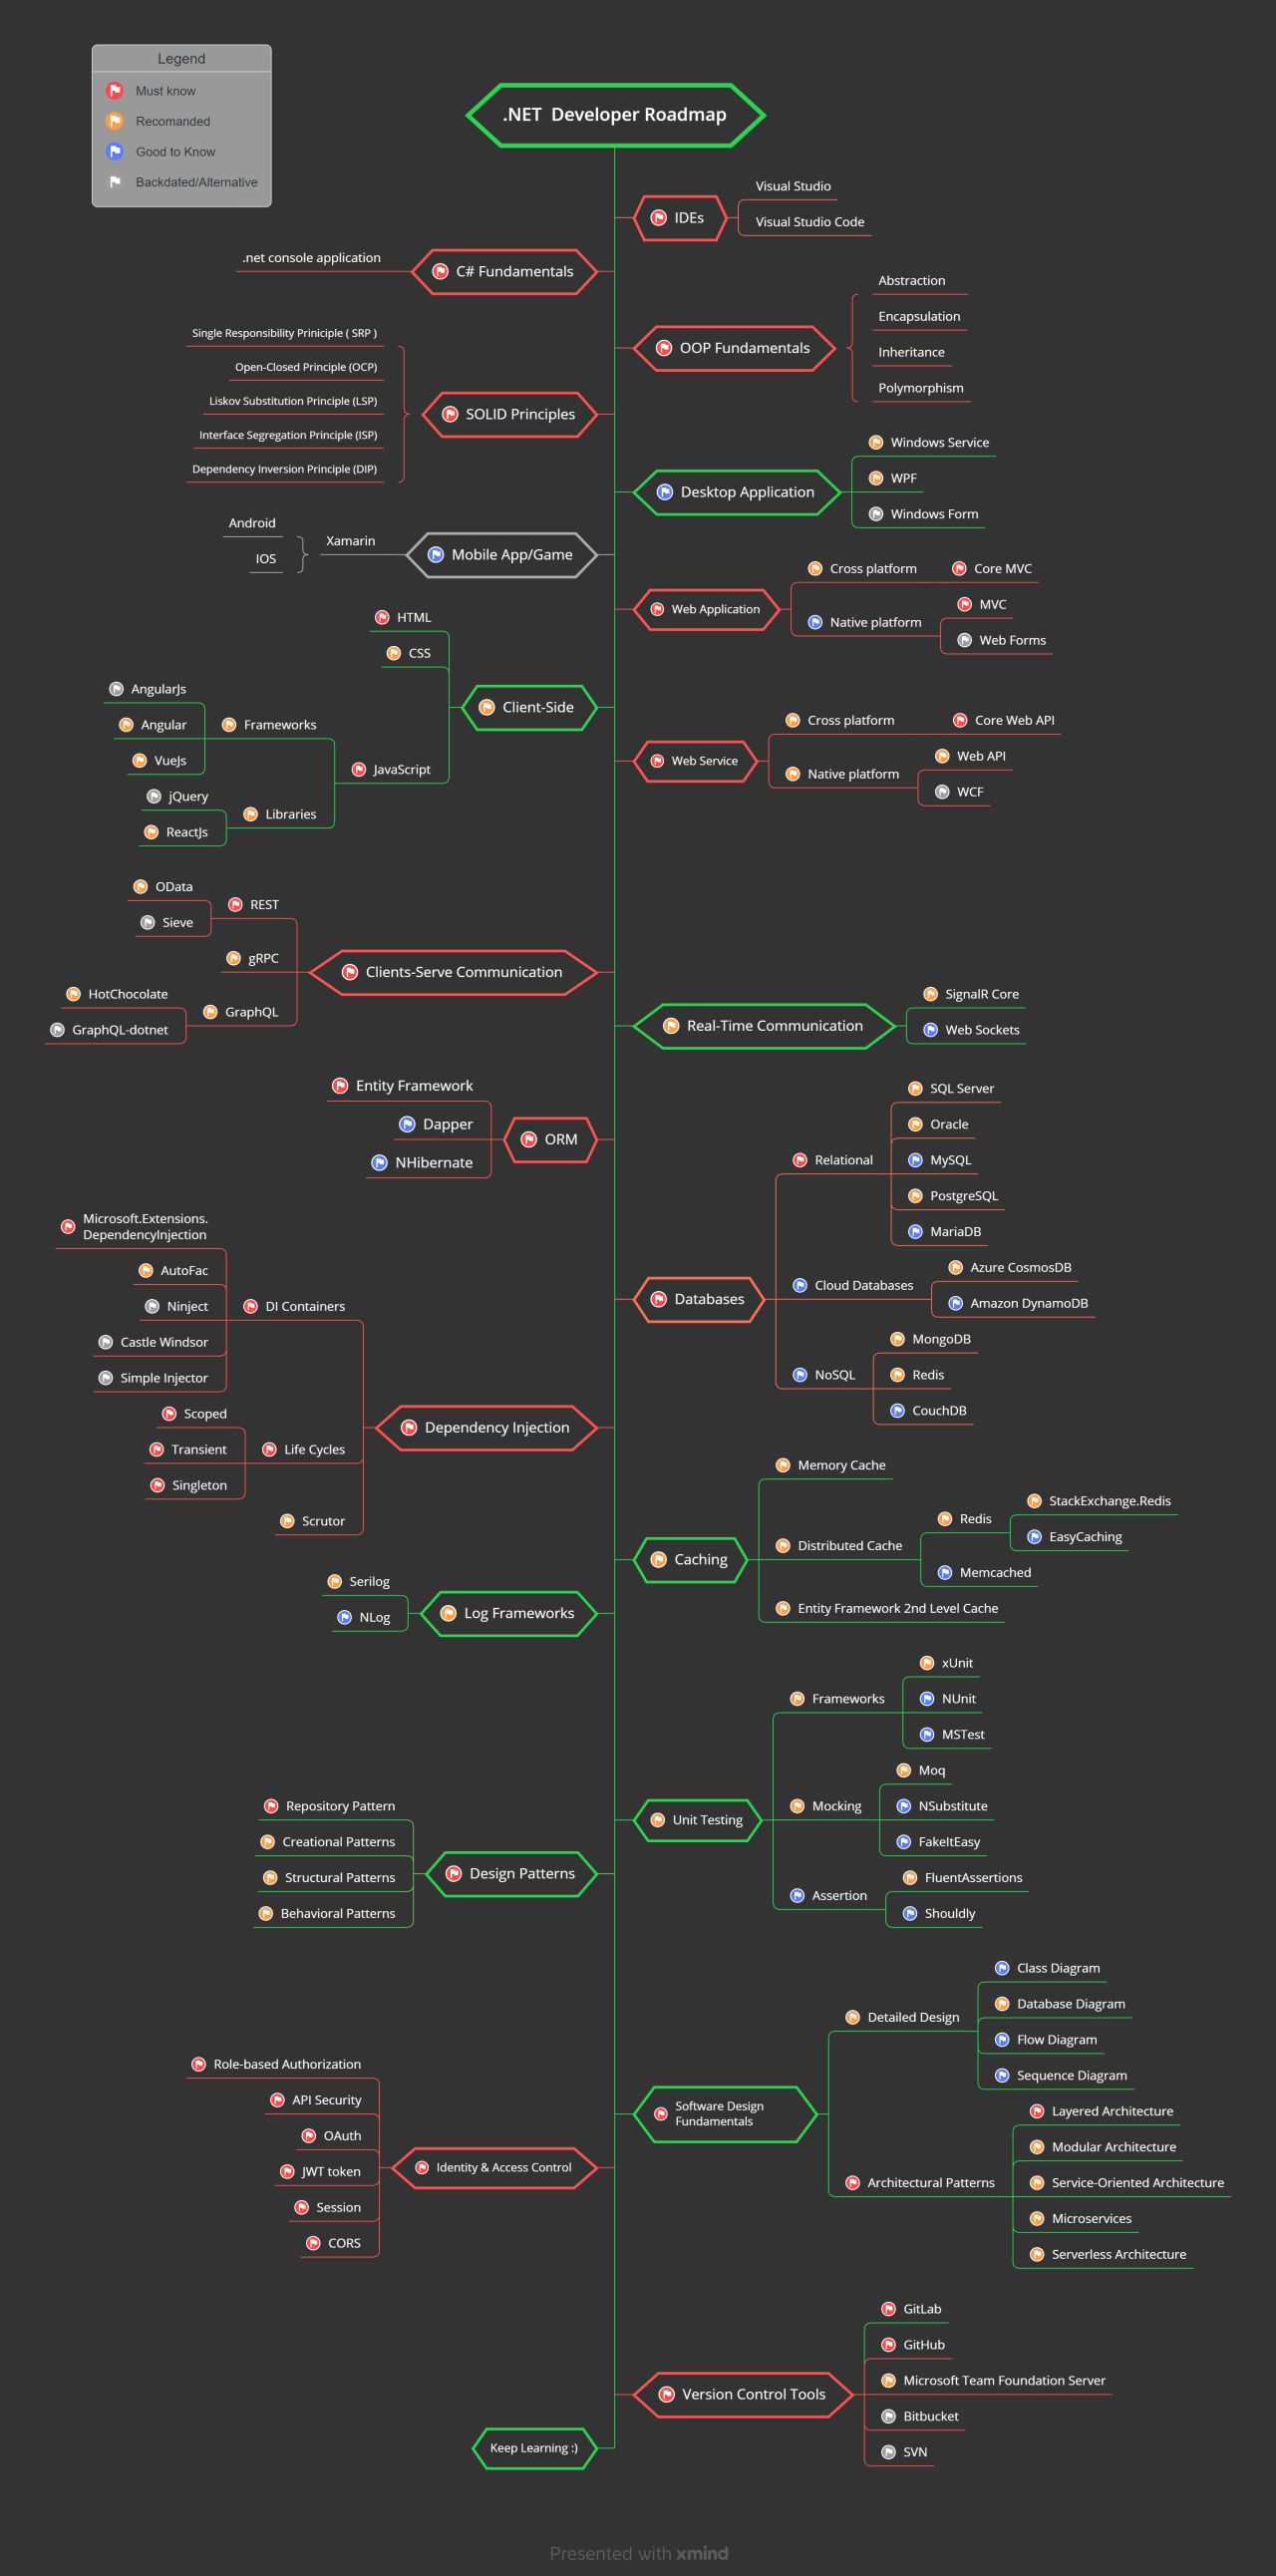 Legend
Must know
Recomanded
Good to Know
Backdated/Alternative
.NET  Developer Roadmap
IDEs
Visual Studio
Visual Studio Code
.net console application
C# Fundamentals
OOP Fundamentals
Abstraction
Encapsulation
Inheritance
Polymorphism
Single Responsibility Priniciple ( SRP )
Open-Closed Principle (OCP)
Liskov Substitution Principle (LSP)
Interface Segregation Principle (ISP)
Dependency Inversion Principle (DIP)
SOLID Principles
Desktop Application
Windows Service
WPF
Windows Form
Android
IOS
Xamarin
Mobile App/Game
Web Application
Cross platform
Core MVC
Native platform
MVC
Web Forms
HTML
CSS
Client-Side
AngularJs
Angular
VueJs
Frameworks
JavaScript
jQuery
ReactJs
Libraries
Web Service
Cross platform
Core Web API
Native platform
Web API
WCF
OData
Sieve
REST
gRPC
Clients-Serve Communication
HotChocolate
GraphQL-dotnet
GraphQL
Real-Time Communication
SignalR Core
Web Sockets
Entity Framework
Dapper
NHibernate
ORM
Databases
Relational
SQL Server
Oracle
MySQL
PostgreSQL
MariaDB
Cloud Databases
Azure CosmosDB
Amazon DynamoDB
NoSQL
MongoDB
Redis
CouchDB
Microsoft.Extensions.
DependencyInjection
AutoFac
Ninject
Castle Windsor
Simple Injector
DI Containers
Dependency Injection
Scoped
Transient
Singleton
Life Cycles
Scrutor
Caching
Memory Cache
Distributed Cache
Redis
StackExchange.Redis
EasyCaching
Memcached
Entity Framework 2nd Level Cache
Serilog
NLog
Log Frameworks
Unit Testing
Frameworks
xUnit
NUnit
MSTest
Mocking
Moq
NSubstitute
FakeItEasy
Assertion
FluentAssertions
Shouldly
Repository Pattern
Creational Patterns
Structural Patterns
Behavioral Patterns
Design Patterns
Software Design
Fundamentals
Detailed Design
Class Diagram
Database Diagram
Flow Diagram
Sequence Diagram
Architectural Patterns
Layered Architecture
Modular Architecture
Service-Oriented Architecture
Microservices
Serverless Architecture
Role-based Authorization
API Security
OAuth
JWT token
Session
CORS
Identity & Access Control
Version Control Tools
GitLab
GitHub
Microsoft Team Foundation Server
Bitbucket
SVN
Keep Learning :)
Presented with xmind